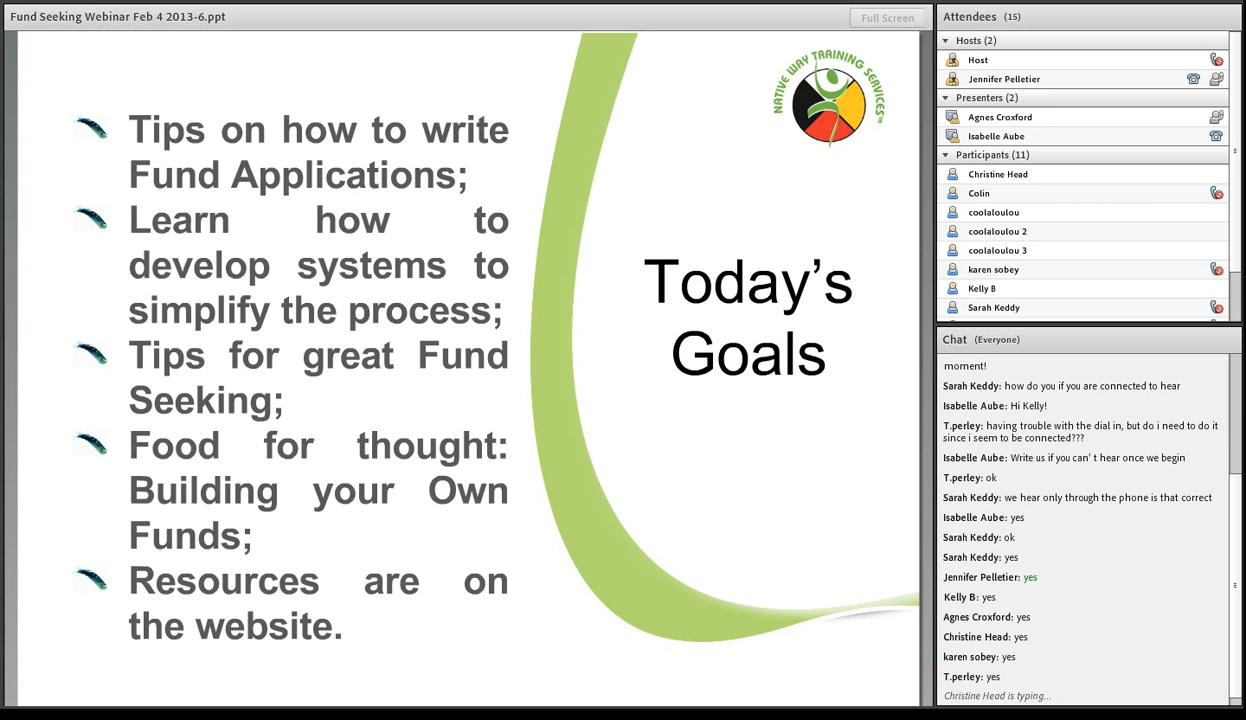 Fund Seeking Webinar Feb 4 2013-6.ppt
Full Screen
NATIVE WAY TRAINING SERVICES
Tips on how to write
Fund Applications;
Learn how to
develop systems to
simplify the process;
Tips for great Fund
Seeking;
Food for thought:
Building your Own
Funds;
Resources are on
the website.
Today’s
Goals
Attendees (15)
Hosts (2)
Host
Jennifer Pelletier
Presenters (2)
Agnes Croxford
Isabelle Aube
Participants (11)
Christine Head
Colin
coolaloulou
coolaloulou 2
coolaloulou 3
karen sobey
Kelly B
Sarah Keddy
Chat (Everyone)
moment!
Sarah Keddy: how do you if you are connected to hear
Isabelle Aube: Hi Kelly!
T.perley: having trouble with the dial in, but do i need to do it
since i seem to be connected???
Isabelle Aube: Write us if you can' t hear once we begin
T.perley: ok
Sarah Keddy: we hear only through the phone is that correct
Isabelle Aube: yes
Sarah Keddy: ok
Sarah Keddy: yes
Jennifer Pelletier: yes
Kelly B: yes
Agnes Croxford: yes
Christine Head: yes
karen sobey: yes
T.perley: yes
Christine Head is typing...